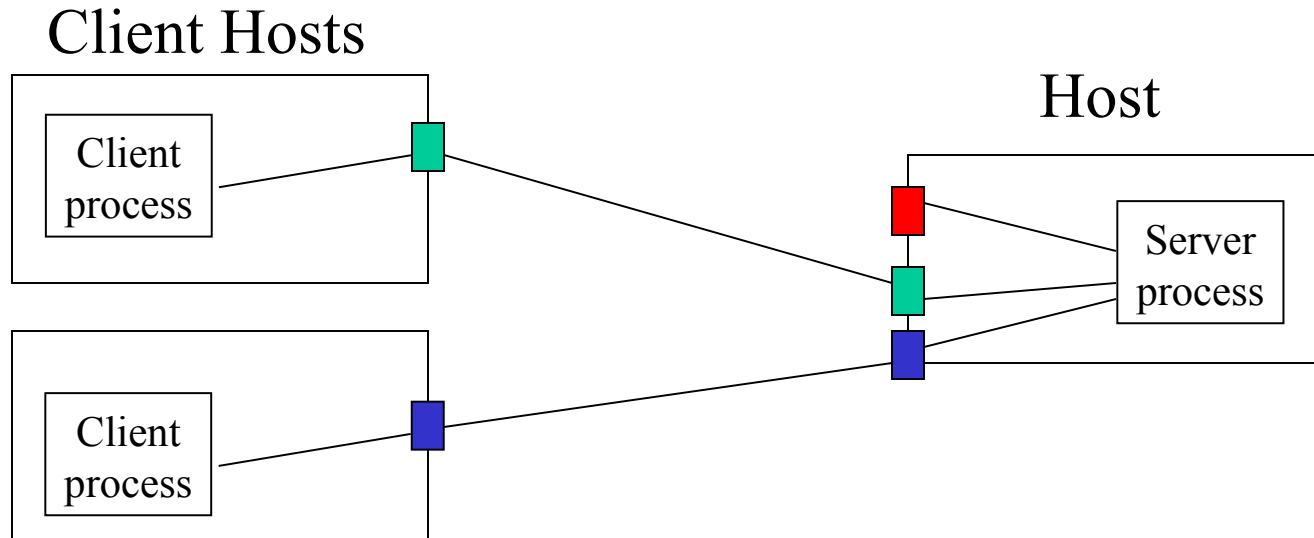 Client Hosts
Host
Client
process
Server
process
Client
process